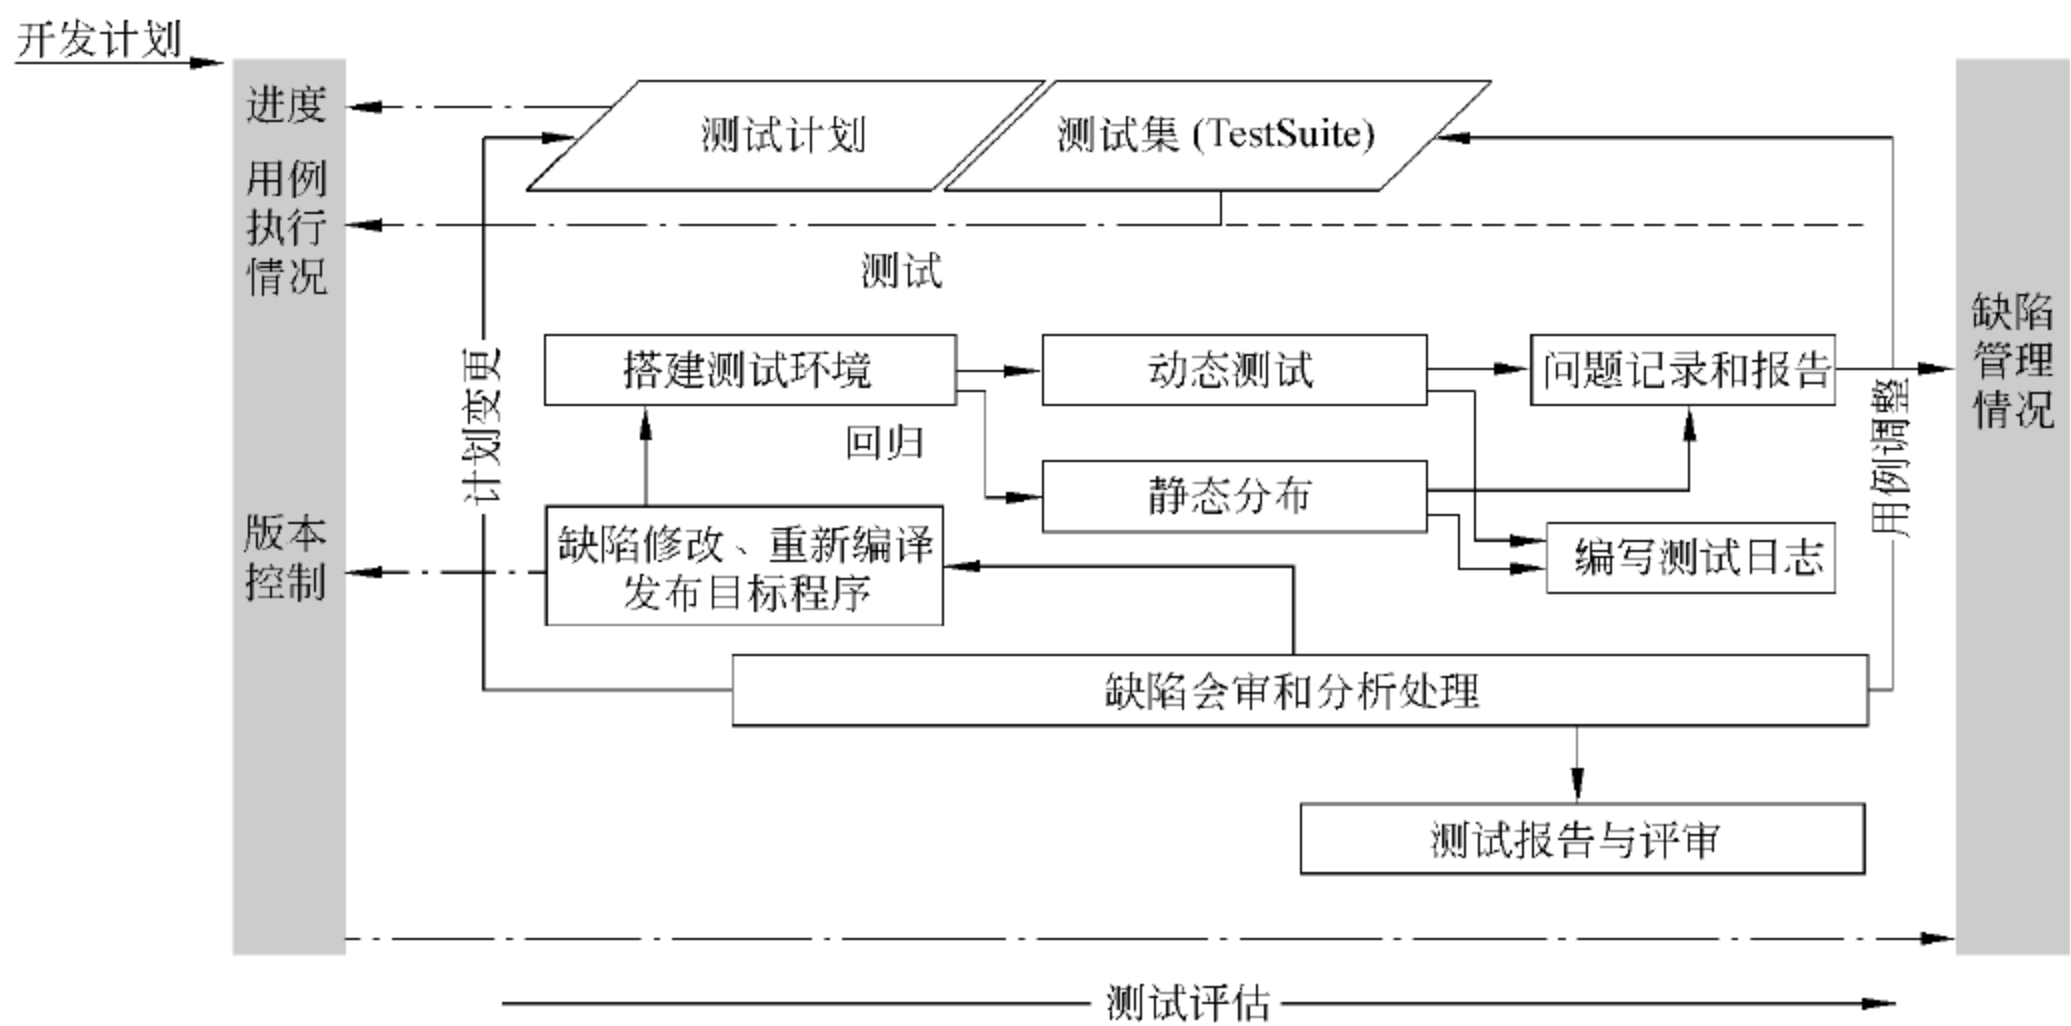 开发计划
进度
用例
执行
情况
版本
控制
测试计划
测试集 (TestSuite)
测试
计划变更
搭建测试环境
动态测试
问题记录和报告
回归
静态分布
缺陷修改、重新编译
发布目标程序
编写测试日志
用例调整
缺陷
管理
情况
缺陷会审和分析处理
测试报告与评审
测试评估